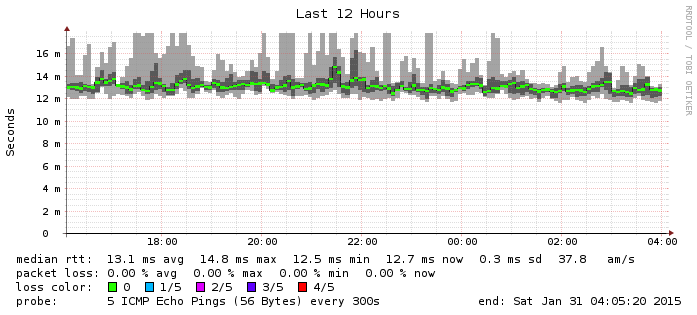 Last 12 Hours
RRDTOOL / TOBI OETIKER
Seconds
16 m
14 m
12 m
10 m
8 m
6 m
4 m
2 m
0
18:00 20:00 22:00 00:00 02:00 04:00
median rtt: 13.1 ms avg 14.8 ms max 12.5 ms min 12.7 ms now 0.3 ms sd 37.8 am/s
packet loss: 0.00 % avg 0.00 % max 0.00 % min 0.00 % now
loss color: 0 1/5 2/5 3/5 4/5
probe: 5 ICMP Echo Pings (56 Bytes) every 300s end: Sat Jan 31 04:05:20 2015